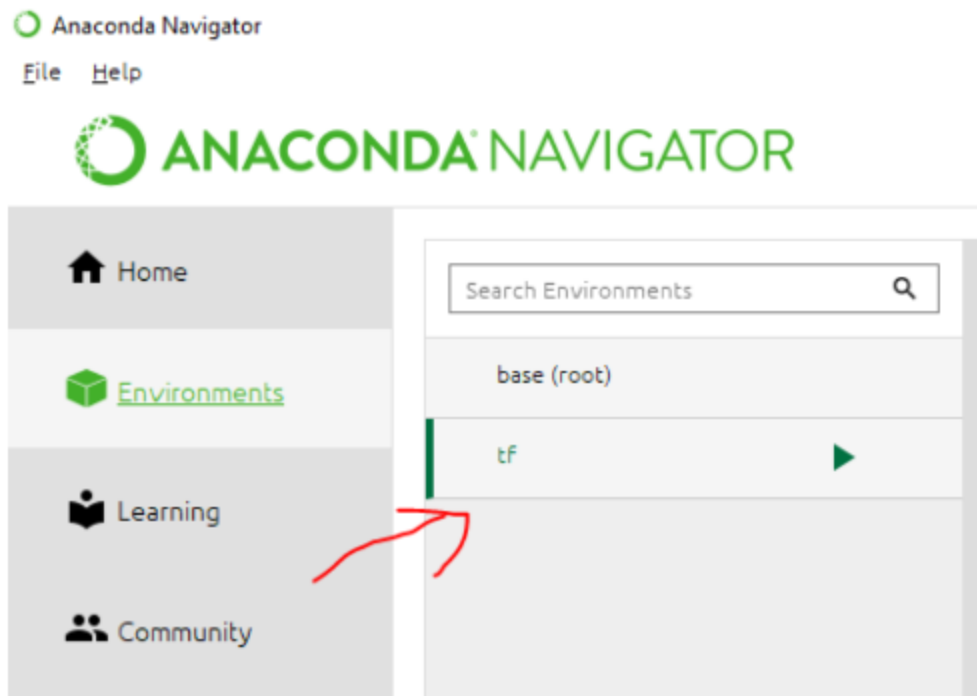 Anaconda Navigator
File Help
ANACONDA NAVIGATOR
Home
Environments
Learning
Community
Search Environments
base (root)
tf